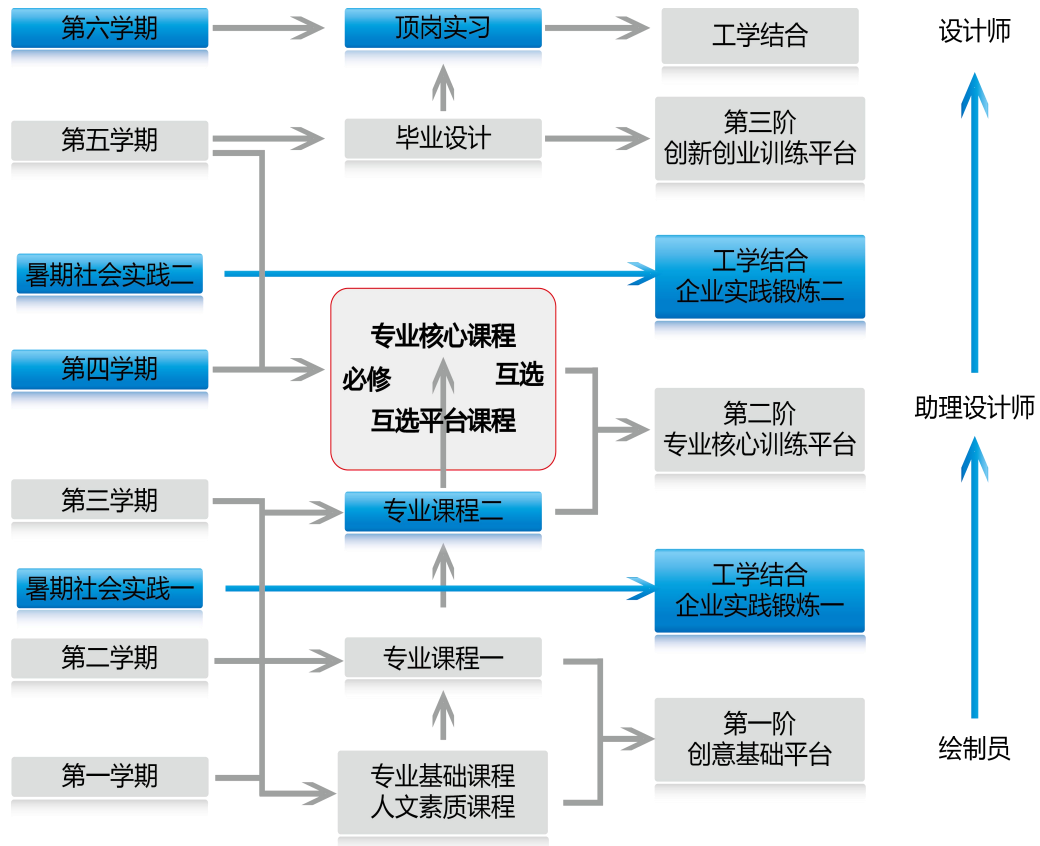 第六学期
顶岗实习
工学结合
设计师
第五学期
毕业设计
第三阶
创新创业训练平台
暑期社会实践二
工学结合
企业实践锻炼二
专业核心课程
必修
互选
互选平台课程
第四学期
第二阶
专业核心训练平台
助理设计师
第三学期
专业课程二
暑期社会实践一
工学结合
企业实践锻炼一
第二学期
专业课程一
第一阶
创意基础平台
绘制员
第一学期
专业基础课程
人文素质课程